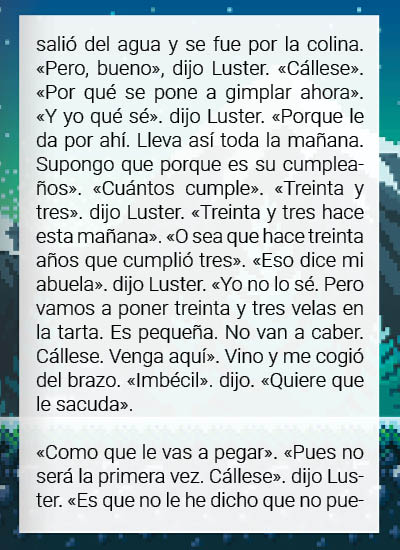 salió del agua y se fue por la colina.
«Pero, bueno», dijo Luster. «Cállese».
«Por qué se pone a gimplar ahora».
«Y yo qué sé». dijo Luster. «Porque le
da por ahí. Lleva así toda la mañana.
Supongo que porque es su cumplea-
ños». «Cuántos cumple». «Treinta y
tres». dijo Luster. «Treinta y tres hace
esta mañana». «O sea que hace treinta
años que cumplió tres». «Eso dice mi
abuela». dijo Luster. «Yo no lo sé. Pero
vamos a poner treinta y tres velas en
la tarta. Es pequeña. No van a caber.
Cállese. Venga aquí». Vino y me cogió
del brazo. «Imbécil». dijo. «Quiere que
le sacuda».
«Como que le vas a pegar». «Pues no
será la primera vez. Cállese». dijo Lus-
ter. «Es que no le he dicho que no pue-